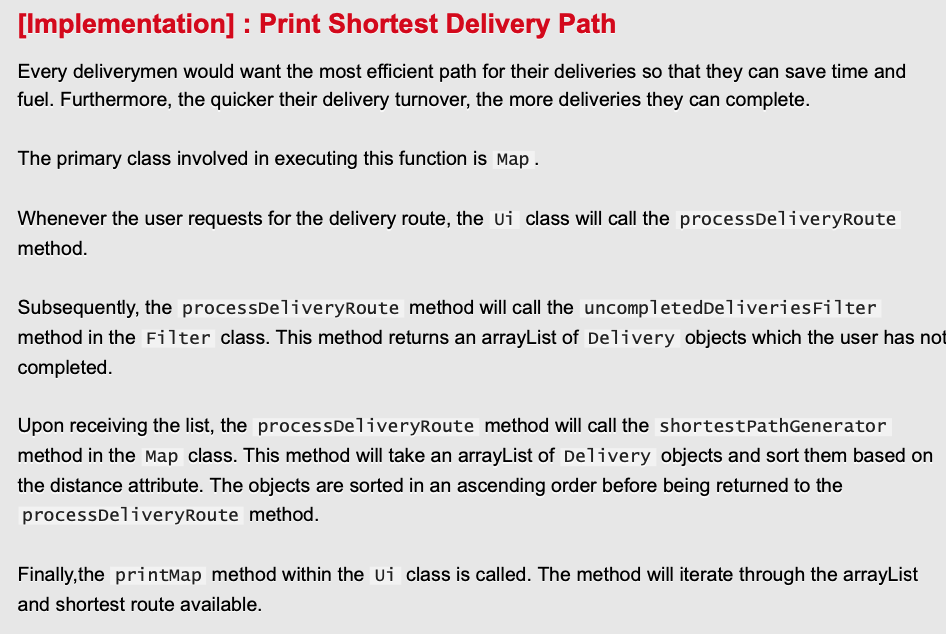 [Implementation] : Print Shortest Delivery Path
Every deliverymen would want the most efficient path for their deliveries so that they can save time and
fuel. Furthermore, the quicker their delivery turnover, the more deliveries they can complete.
The primary class involved in executing this function is Map.
Whenever the user requests for the delivery route, the Ui class will call the processDeliveryRoute
method.
Subsequently, the processDeliveryRoute method will call the uncompletedDeliveriesFilter
method in the Filter class. This method returns an arrayList of Delivery objects which the user has not
completed.
Upon receiving the list, the processDeliveryRoute method will call the shortestPathGenerator
method in the Map class. This method will take an arrayList of Delivery objects and sort them based on
the distance attribute. The objects are sorted in an ascending order before being returned to the
processDeliveryRoute method.
Finally,the printMap method within the Ui class is called. The method will iterate through the arrayList
and shortest route available.